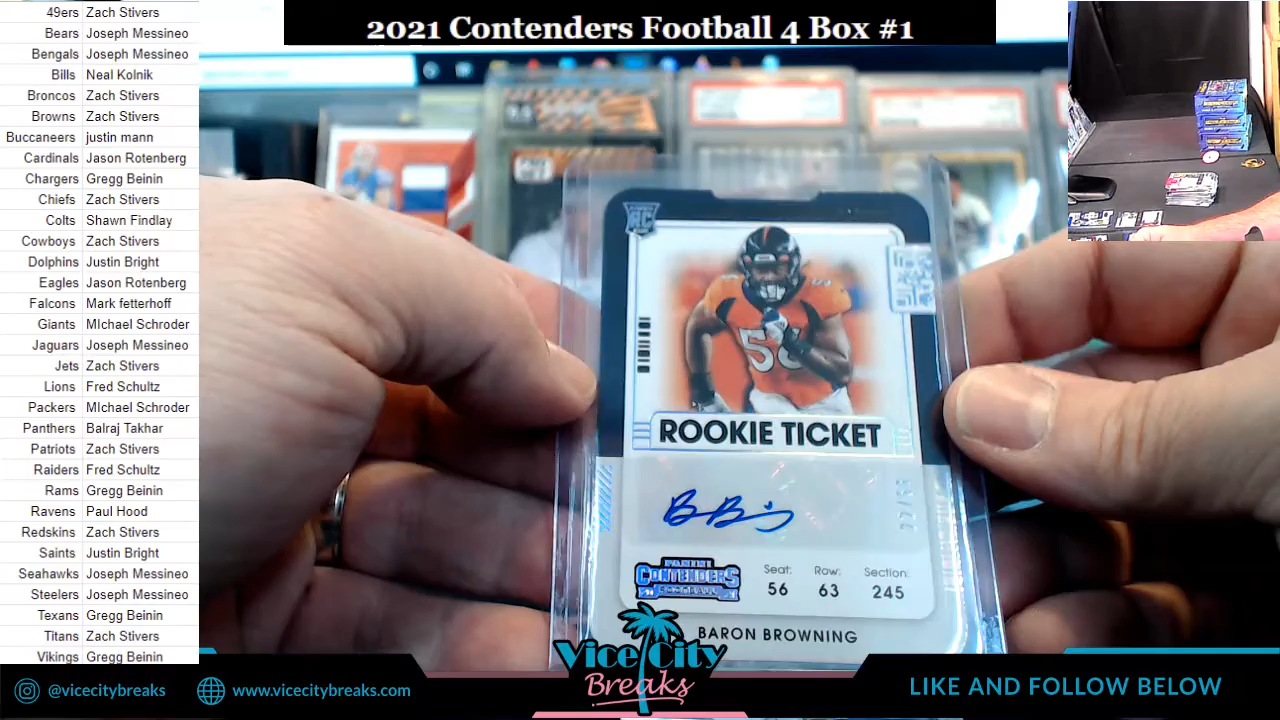 2021 Contenders Football 4 Box #1
49ers Zach Stivers
Bears Joseph Messineo
Bengals Joseph Messineo
Bills Neal Kolnik
Broncos Zach Stivers
Browns Zach Stivers
Buccaneers justin mann
Cardinals Jason Rotenberg
Chargers Gregg Beinin
Chiefs Zach Stivers
Colts Shawn Findlay
Cowboys Zach Stivers
Dolphins Justin Bright
Eagles Jason Rotenberg
Falcons Mark fetterhoff
Giants MIchael Schroder
Jaguars Joseph Messineo
Jets Zach Stivers
Lions Fred Schultz
Packers MIchael Schroder
Panthers Balraj Takhar
Patriots Zach Stivers
Raiders Fred Schultz
Rams Gregg Beinin
Ravens Paul Hood
Redskins Zach Stivers
Saints Justin Bright
Seahawks Joseph Messineo
Steelers Joseph Messineo
Texans Gregg Beinin
Titans Zach Stivers
Vikings Gregg Beinin
RC
56
ROOKIE TICKET
PANINI
CONTENDERS
FOOTBALL
Seat: Row: Section:
56 63 245
BARON BROWNING
Vice City
Breaks
@vicecitybreaks
www.vicecitybreaks.com
LIKE AND FOLLOW BELOW